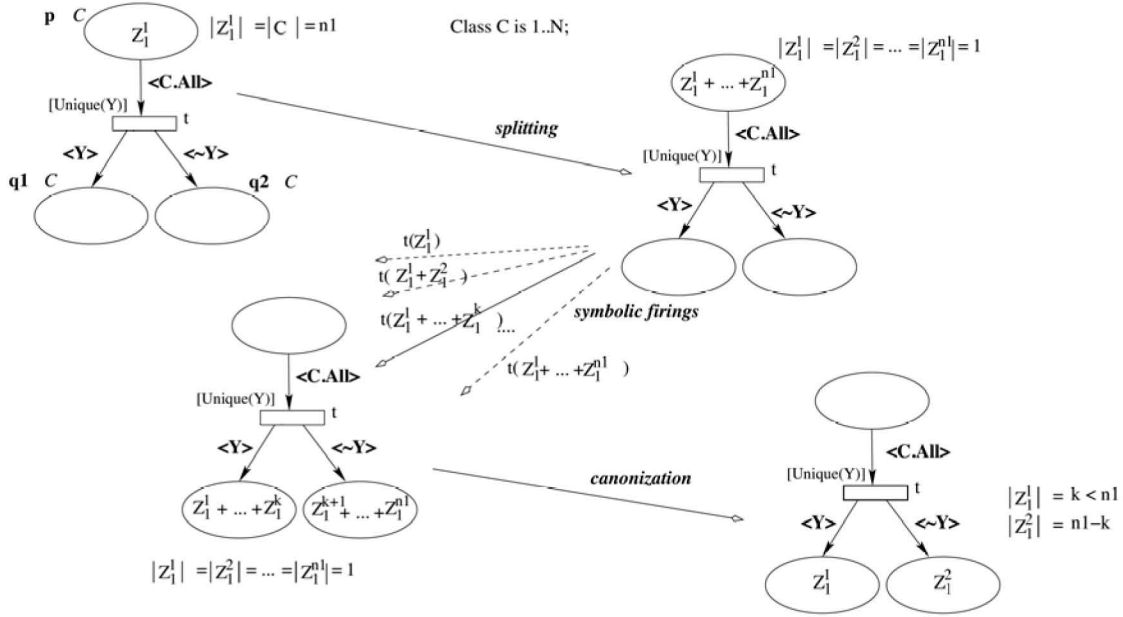 p C
Z_1^1
|Z_1^1| = |C| = n1
Class C is 1..N;
<C.All>
[Unique(Y)]
t
<Y>
<~Y>
q1 C
q2 C
splitting
|Z_1^1| = |Z_1^2| = ... = |Z_1^{n1}| = 1
Z_1^1 + ... + Z_1^{n1}
<C.All>
[Unique(Y)]
t
<Y>
<~Y>
t(Z_1^1)
t( Z_1^1 + Z_1^2 )
t(Z_1^1 + ... + Z_1^k )....
t( Z_1^1 + ... + Z_1^{n1} )
symbolic firings
<C.All>
[Unique(Y)]
t
<Y>
<~Y>
Z_1^1 + ... + Z_1^k
Z_1^{k+1} + ... + Z_1^{n1}
|Z_1^1| = |Z_1^2| = ... = |Z_1^{n1}| = 1
canonization
<C.All>
[Unique(Y)]
t
<Y>
<~Y>
Z_1^1
Z_1^2
|Z_1^1| = k < n1
|Z_1^2| = n1-k